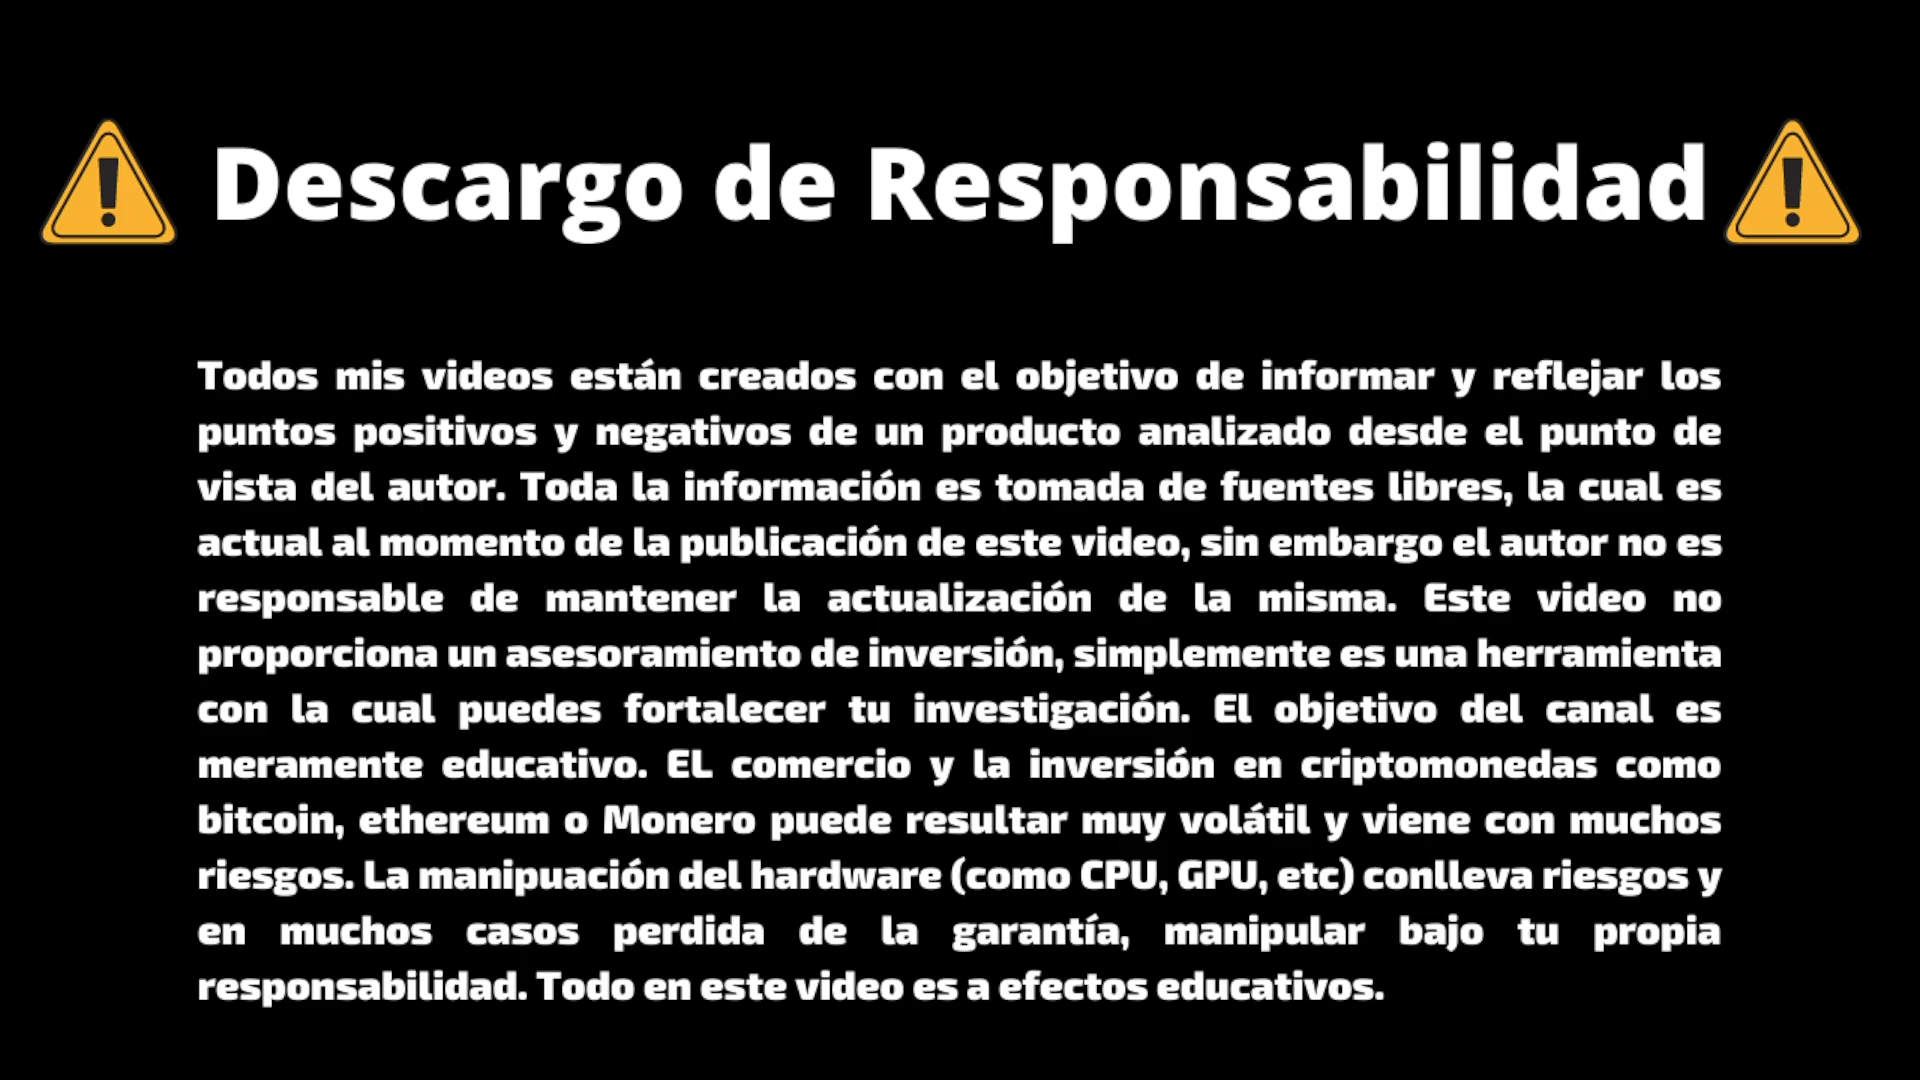 Descargo de Responsabilidad
Todos mis videos están creados con el objetivo de informar y reflejar los
puntos positivos y negativos de un producto analizado desde el punto de
vista del autor. Toda la información es tomada de fuentes libres, la cual es
actual al momento de la publicación de este video, sin embargo el autor no es
responsable de mantener la actualización de la misma. Este video no
proporciona un asesoramiento de inversión, simplemente es una herramienta
con la cual puedes fortalecer tu investigación. El objetivo del canal es
meramente educativo. EL comercio y la inversión en criptomonedas como
bitcoin, ethereum o Monero puede resultar muy volátil y viene con muchos
riesgos. La manipuación del hardware (como CPU, GPU, etc) conlleva riesgos y
en muchos casos perdida de la garantía, manipular bajo tu propia
responsabilidad. Todo en este video es a efectos educativos.